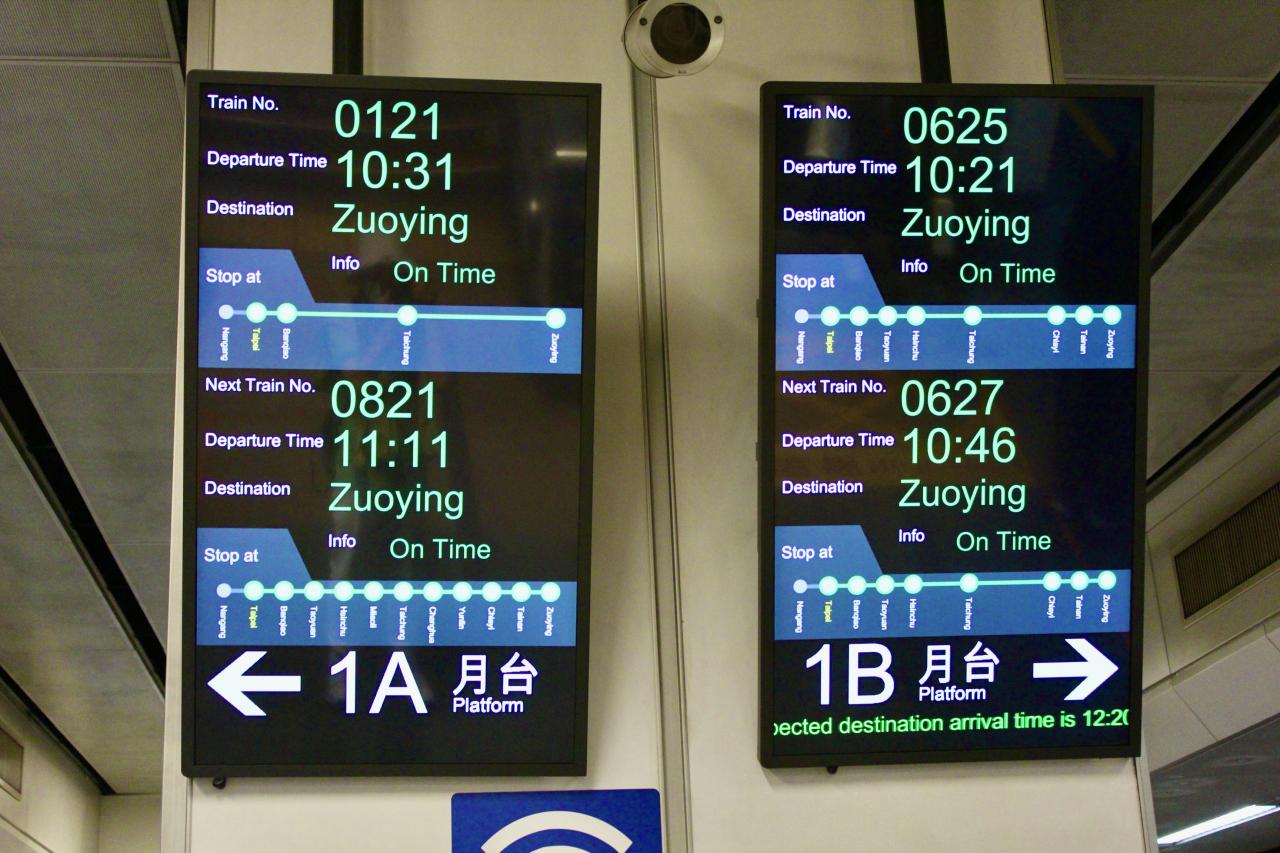 Train No. 0121
Departure Time 10:31
Destination Zuoying
Info On Time
Stop at
Nangang Taipei Banqiao Taichung Zuoying
Next Train No. 0821
Departure Time 11:11
Destination Zuoying
Info On Time
Stop at
Nangang Taipei Banqiao Taoyuan Hsinchu Miaoli Taichung Changhua Yunlin Chiayi Tainan Zuoying
1A 月台
Platform
Train No. 0625
Departure Time 10:21
Destination Zuoying
Info On Time
Stop at
Nangang Taipei Banqiao Taoyuan Hsinchu Taichung Chiayi Tainan Zuoying
Next Train No. 0627
Departure Time 10:46
Destination Zuoying
Info On Time
Stop at
Nangang Taipei Banqiao Taoyuan Hsinchu Taichung Chiayi Tainan Zuoying
1B 月台
Platform
pected destination arrival time is 12:20